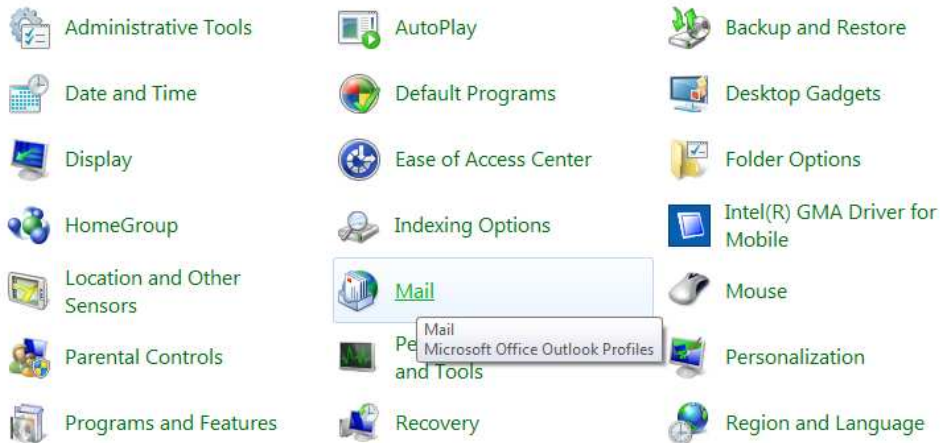 Administrative Tools
AutoPlay
Backup and Restore
Date and Time
Default Programs
Desktop Gadgets
Display
Ease of Access Center
Folder Options
HomeGroup
Indexing Options
Intel(R) GMA Driver for
Mobile
Location and Other
Sensors
Mail
Mouse
Mail
Microsoft Office Outlook Profiles
Parental Controls
and Tools
Personalization
Programs and Features
Recovery
Region and Language